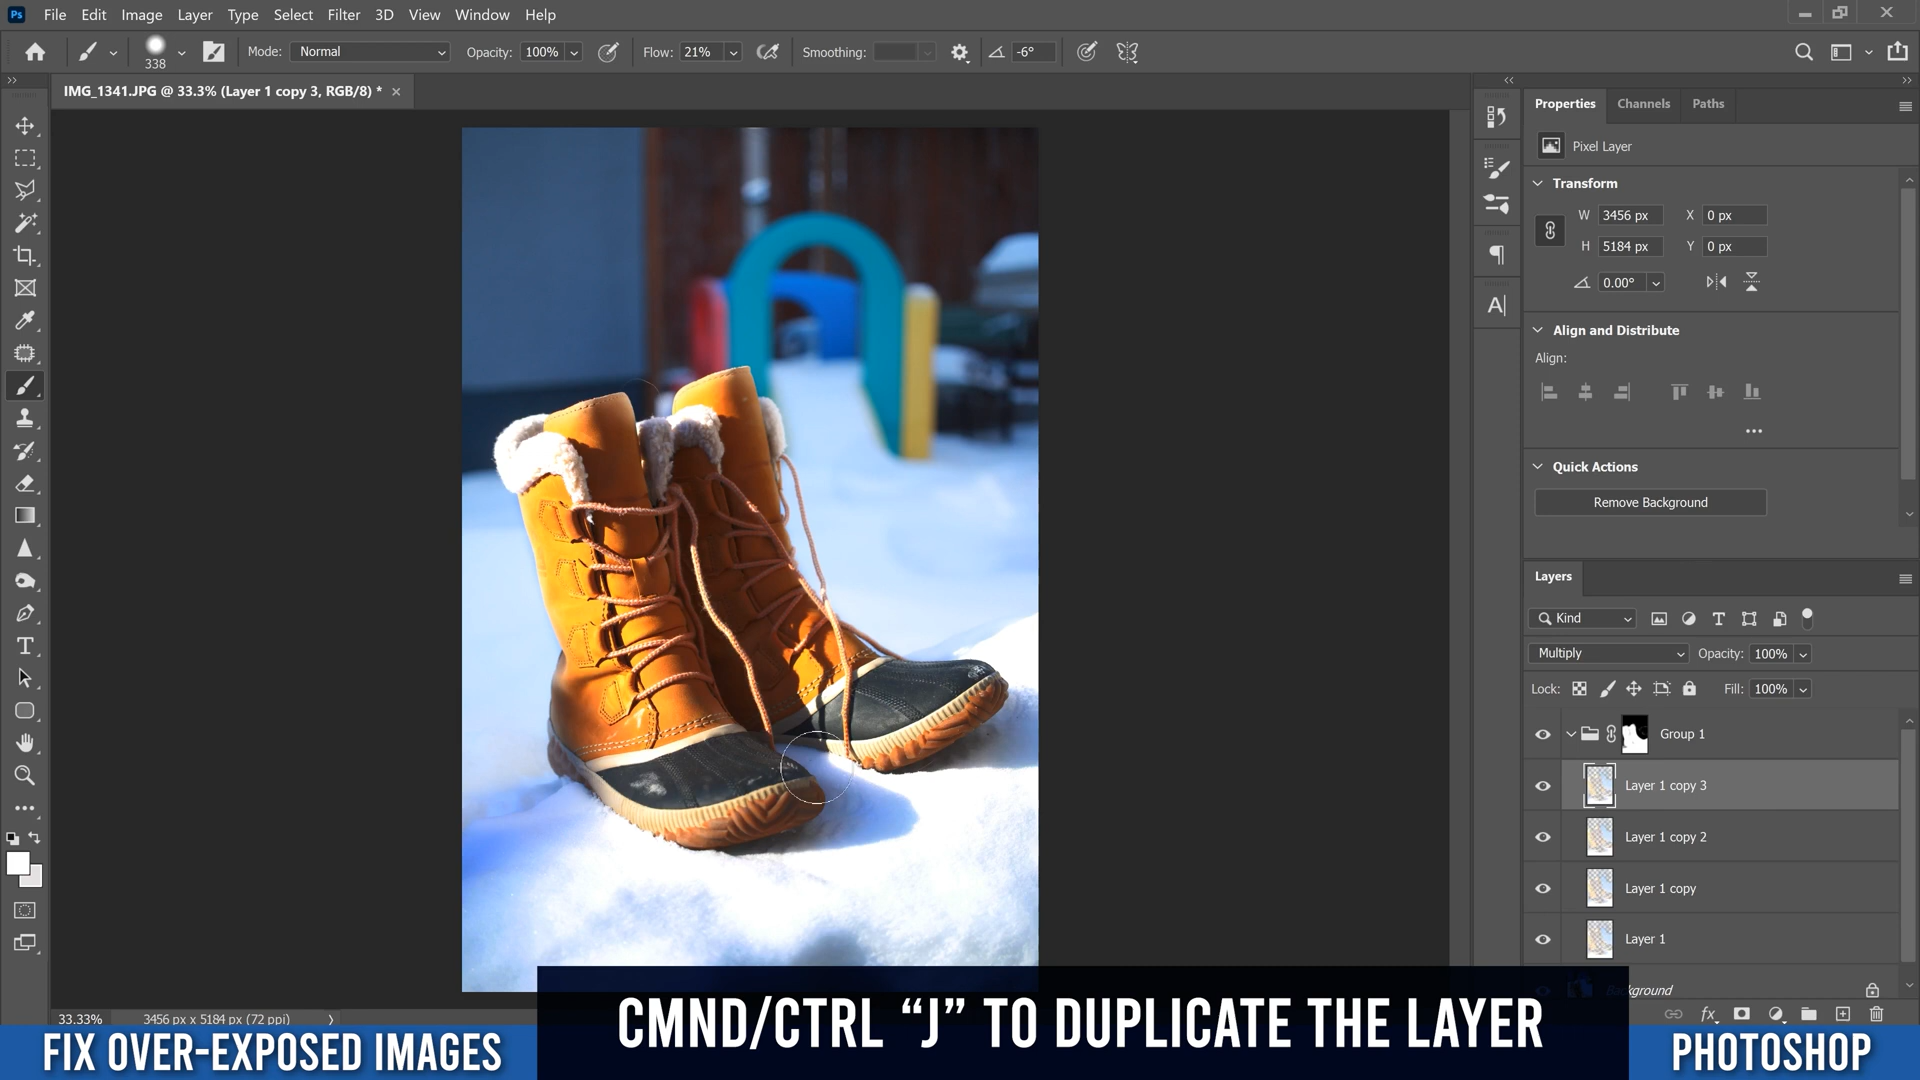 Ps File Edit Image Layer Type Select Filter 3D View Window Help
338 Mode: Normal Opacity: 100% Flow: 21% Smoothing: -6°
IMG_1341.JPG @ 33.3% (Layer 1 copy 3, RGB/8) * ×
Properties Channels Paths
Pixel Layer
Transform
W 3456 px X 0 px
H 5184 px Y 0 px
0.00°
Align and Distribute
Align:
Quick Actions
Remove Background
Layers
Kind
Multiply Opacity: 100%
Lock: Fill: 100%
Group 1
Layer 1 copy 3
Layer 1 copy 2
Layer 1 copy
Layer 1
Background
33.33% 3456 px x 5184 px (72 ppi)
CMND/CTRL “J” TO DUPLICATE THE LAYER
FIX OVER-EXPOSED IMAGES
PHOTOSHOP